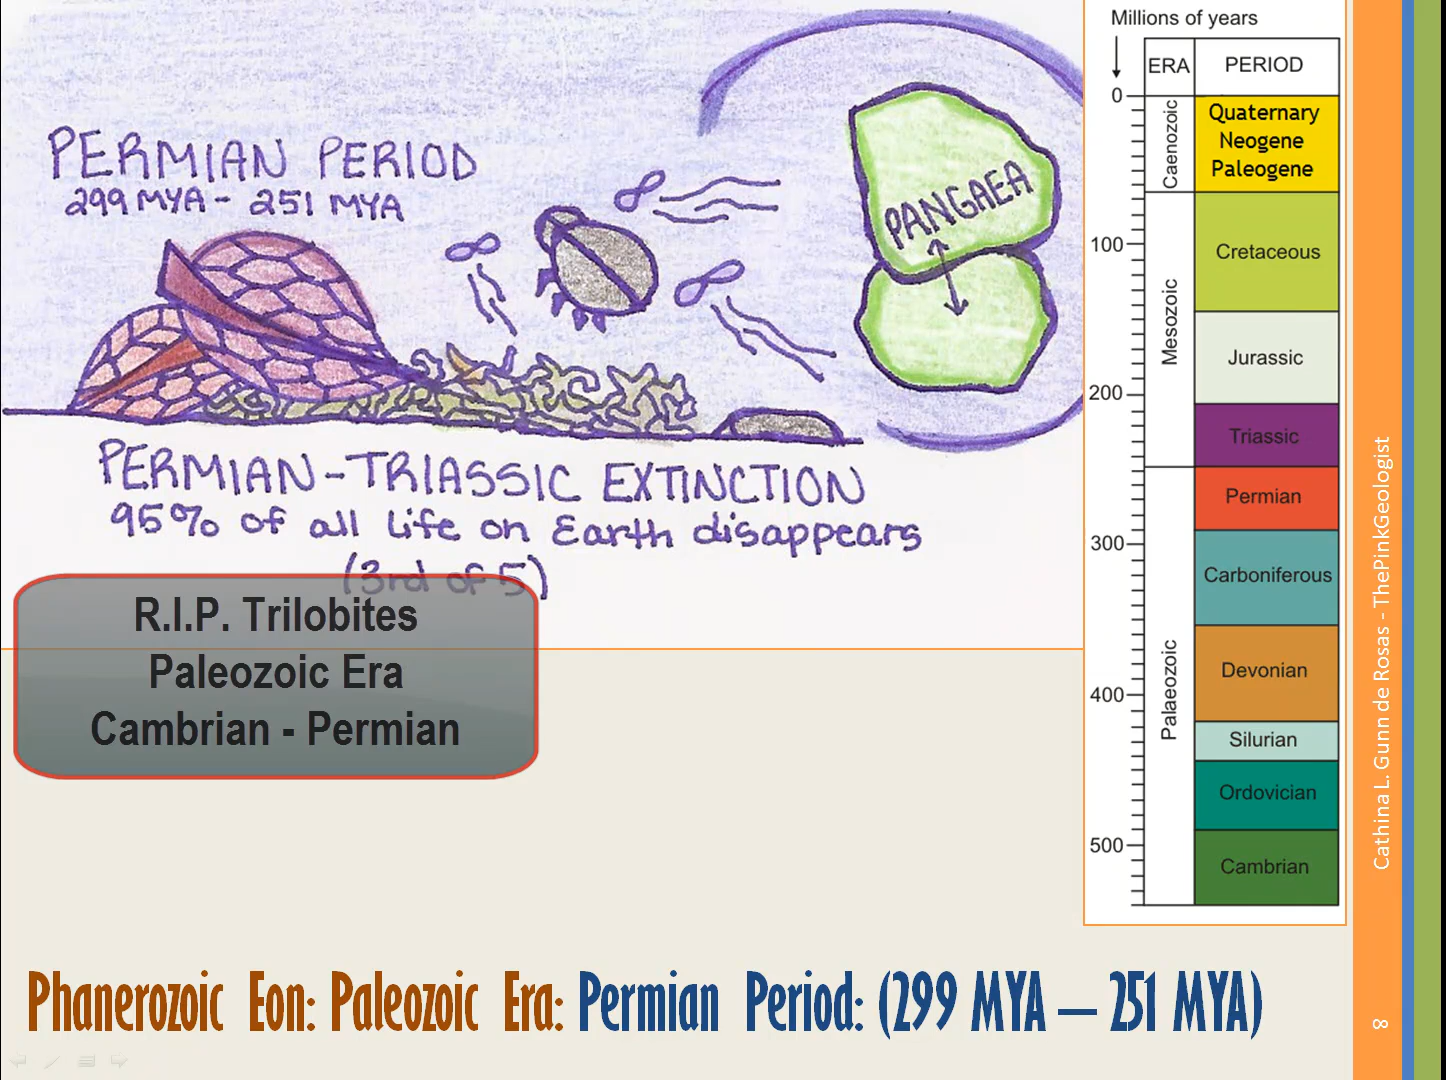 PERMIAN PERIOD
299 MYA - 251 MYA
PANGAEA
PERMIAN-TRIASSIC EXTINCTION
95% of all life on Earth disappears
(3rd of 5)
R.I.P. Trilobites
Paleozoic Era
Cambrian - Permian
Millions of years
ERA
PERIOD
0
100
200
300
400
500
Caenozoic
Mesozoic
Palaeozoic
Quaternary
Neogene
Paleogene
Cretaceous
Jurassic
Triassic
Permian
Carboniferous
Devonian
Silurian
Ordovician
Cambrian
Cathina L. Gunn de Rosas - ThePinkGeologist
8
Phanerozoic Eon: Paleozoic Era: Permian Period: (299 MYA – 251 MYA)